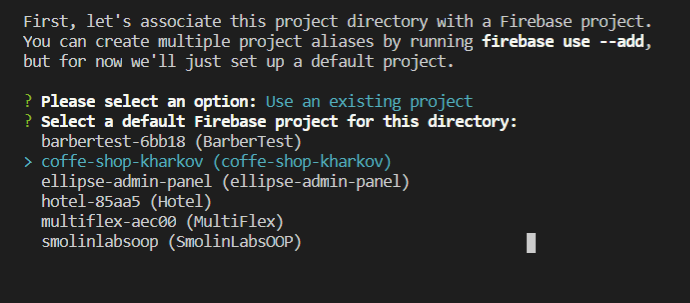 First, let's associate this project directory with a Firebase project.
You can create multiple project aliases by running firebase use --add,
but for now we'll just set up a default project.
? Please select an option: Use an existing project
? Select a default Firebase project for this directory:
barbertest-6bb18 (BarberTest)
> coffe-shop-kharkov (coffe-shop-kharkov)
ellipse-admin-panel (ellipse-admin-panel)
hotel-85aa5 (Hotel)
multiflex-aec00 (MultiFlex)
smolinlabsoop (SmolinLabsOOP)